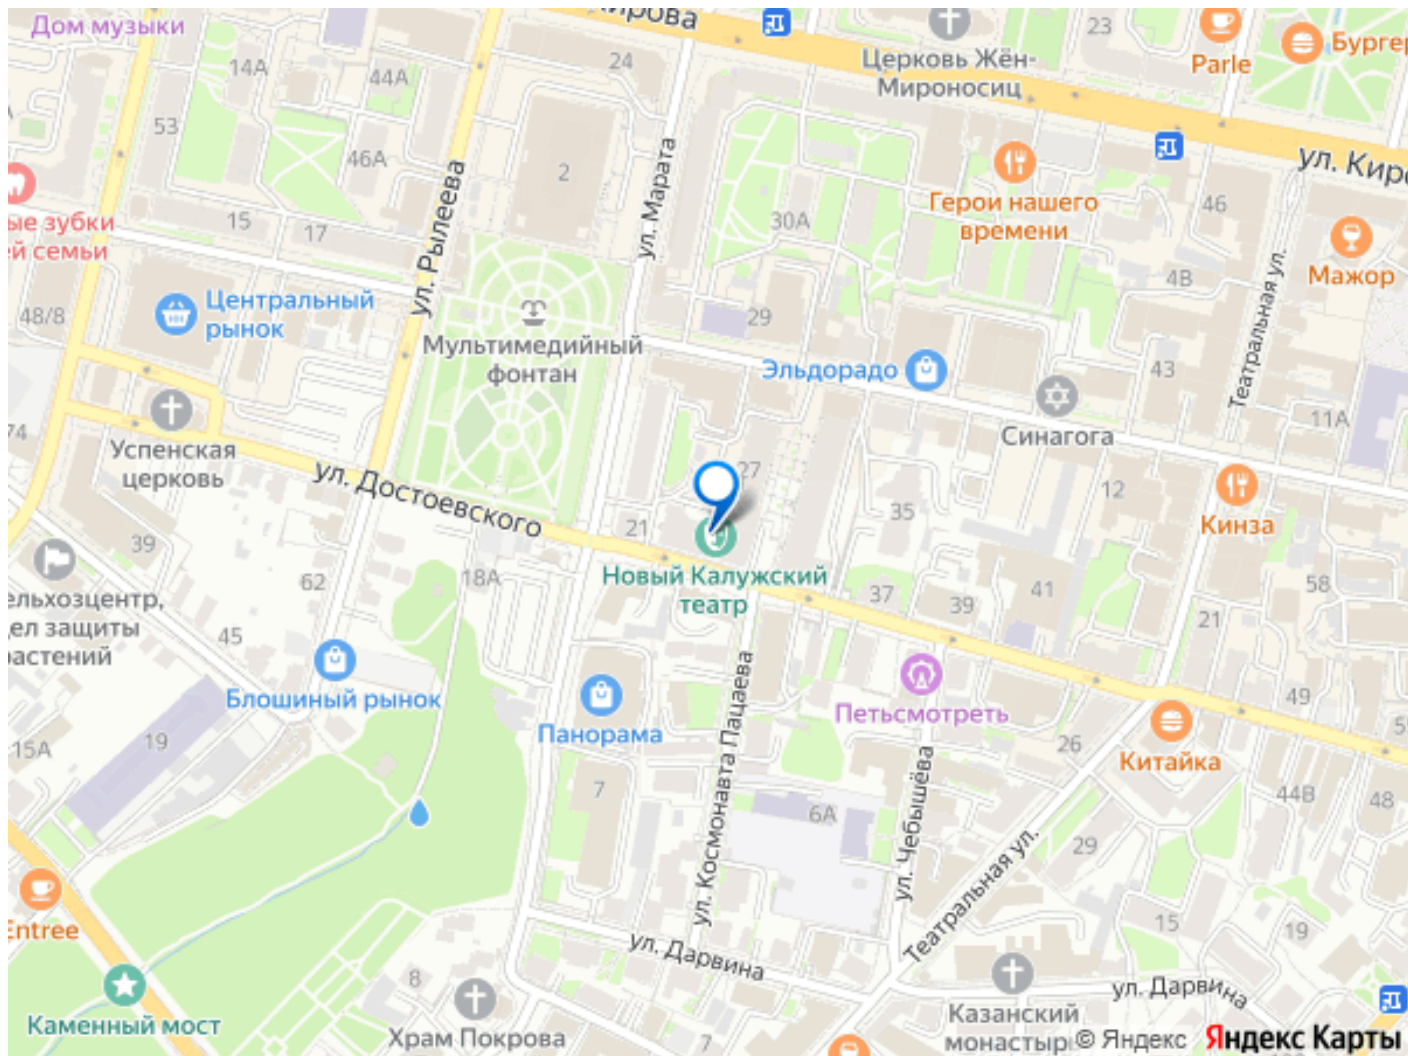 Дом музыки
Кирова
23
Parle
Бургер
Церковь Жён-
Мироносиц
24
14А
44А
53
46А
2
ул. Марата
ул. Рылеева
ул. Киро
Герои нашего
времени
46
30А
15
17
ые зубки
ей семьи
Мажор
4В
Театральная ул.
Центральный
рынок
48/8
29
Мультимедийный
фонтан
Эльдорадо
43
11А
Синагога
74
Успенская
церковь
ул. Достоевского
27
12
35
Кинза
21
39
62
18А
Новый Калужский
театр
37
39
41
58
21
ельхозцентр,
ел защиты
растений
45
Блошиный рынок
Панорама
ул. Космонавта Пацаева
Петьсмотреть
49
19
15А
26
Китайка
7
6А
ул. Чебышёва
44В
48
29
Театральная ул.
Entree
15
19
ул. Дарвина
8
ул. Дарвина
Каменный мост
Храм Покрова
7
Казанский
монастырь
© Яндекс Яндекс Карты